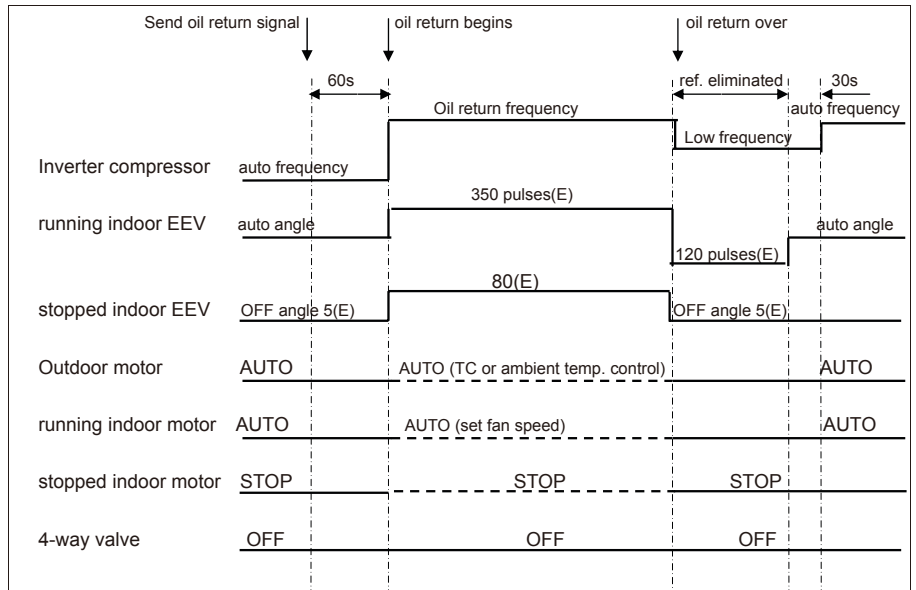 Send oil return signal oil return begins oil return over
60s ref. eliminated 30s
Oil return frequency auto frequency
Low frequency
Inverter compressor auto frequency
350 pulses(E)
running indoor EEV auto angle auto angle
120 pulses(E)
80(E)
stopped indoor EEV OFF angle 5(E) OFF angle 5(E)
Outdoor motor AUTO AUTO (TC or ambient temp. control) AUTO
running indoor motor AUTO AUTO (set fan speed) AUTO
stopped indoor motor STOP STOP STOP
4-way valve OFF OFF OFF